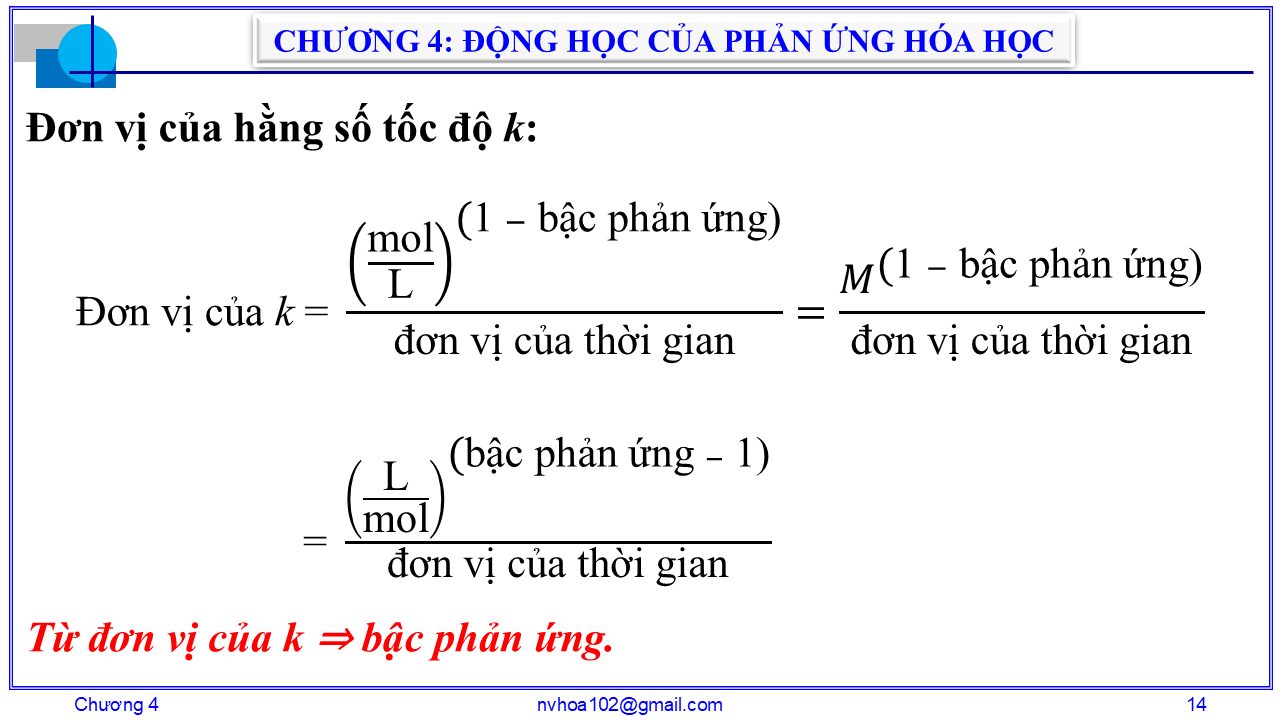 CHƯƠNG 4: ĐỘNG HỌC CỦA PHẢN ỨNG HÓA HỌC
Đơn vị của hằng số tốc độ k:
Đơn vị của k = (mol/L)^(1 – bậc phản ứng) / đơn vị của thời gian = M^(1 – bậc phản ứng) / đơn vị của thời gian
= (L/mol)^(bậc phản ứng – 1) / đơn vị của thời gian
Từ đơn vị của k ⇒ bậc phản ứng.
Chương 4 nvhoa102@gmail.com 14